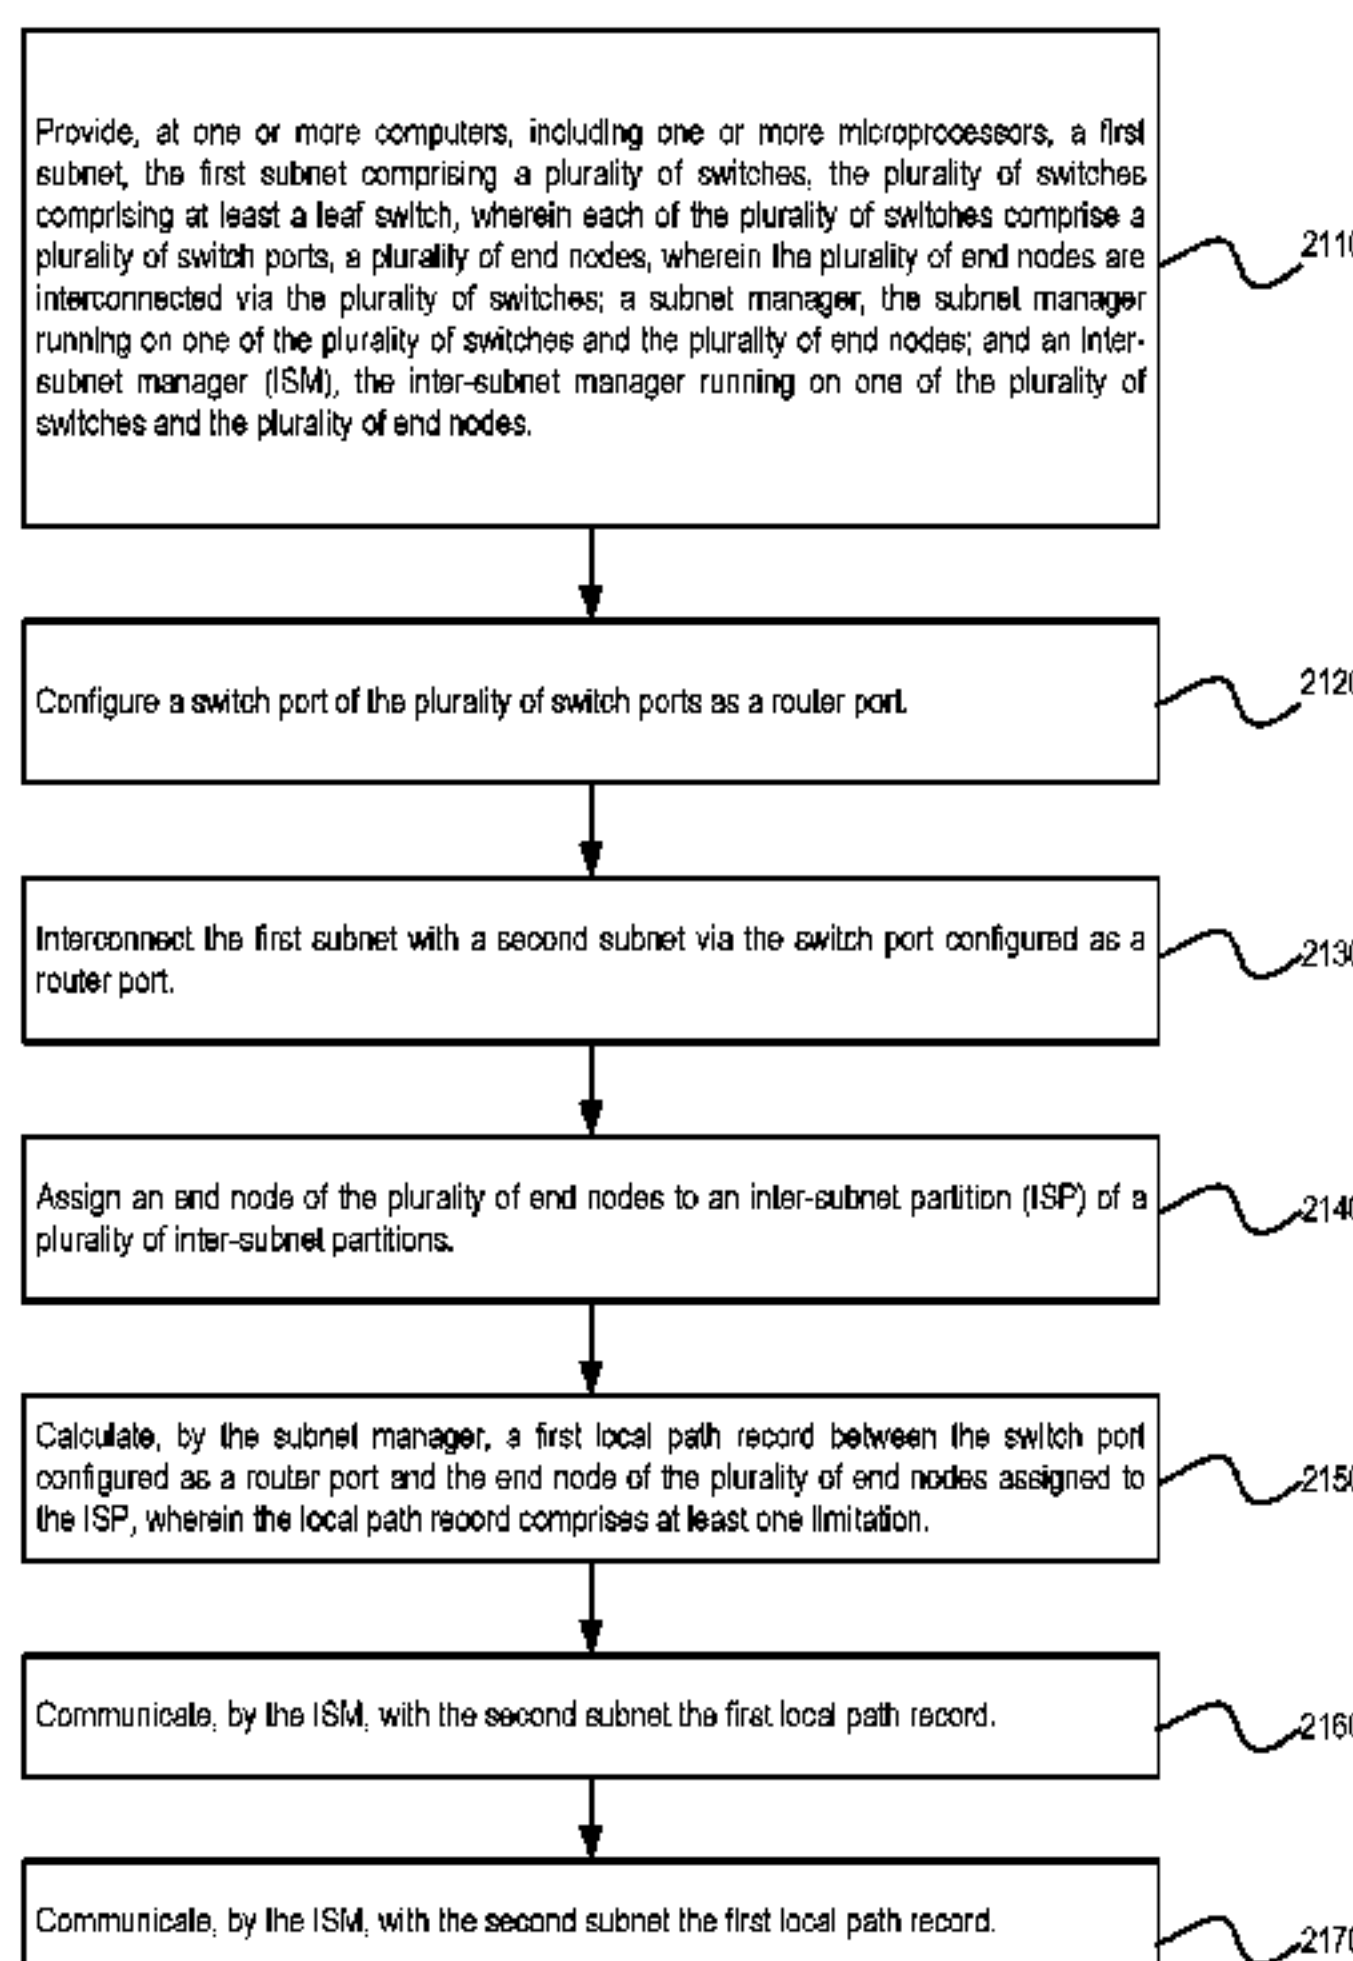 Provide, at one or more computers, including one or more microprocessors, a first
subnet, the first subnet comprising a plurality of switches, the plurality of switches
comprising at least a leaf switch, wherein each of the plurality of switches comprise a
plurality of switch ports, a plurality of end nodes, wherein the plurality of end nodes are
interconnected via the plurality of switches; a subnet manager, the subnet manager
running on one of the plurality of switches and the plurality of end nodes; and an inter-
subnet manager (ISM), the inter-subnet manager running on one of the plurality of
switches and the plurality of end nodes.
2110
Configure a switch port of the plurality of switch ports as a router port.
2120
Interconnect the first subnet with a second subnet via the switch port configured as a
router port.
2130
Assign an end node of the plurality of end nodes to an inter-subnet partition (ISP) of a
plurality of inter-subnet partitions.
2140
Calculate, by the subnet manager, a first local path record between the switch port
configured as a router port and the end node of the plurality of end nodes assigned to
the ISP, wherein the local path record comprises at least one limitation.
2150
Communicate, by the ISM, with the second subnet the first local path record.
2160
Communicate, by the ISM, with the second subnet the first local path record.
2170